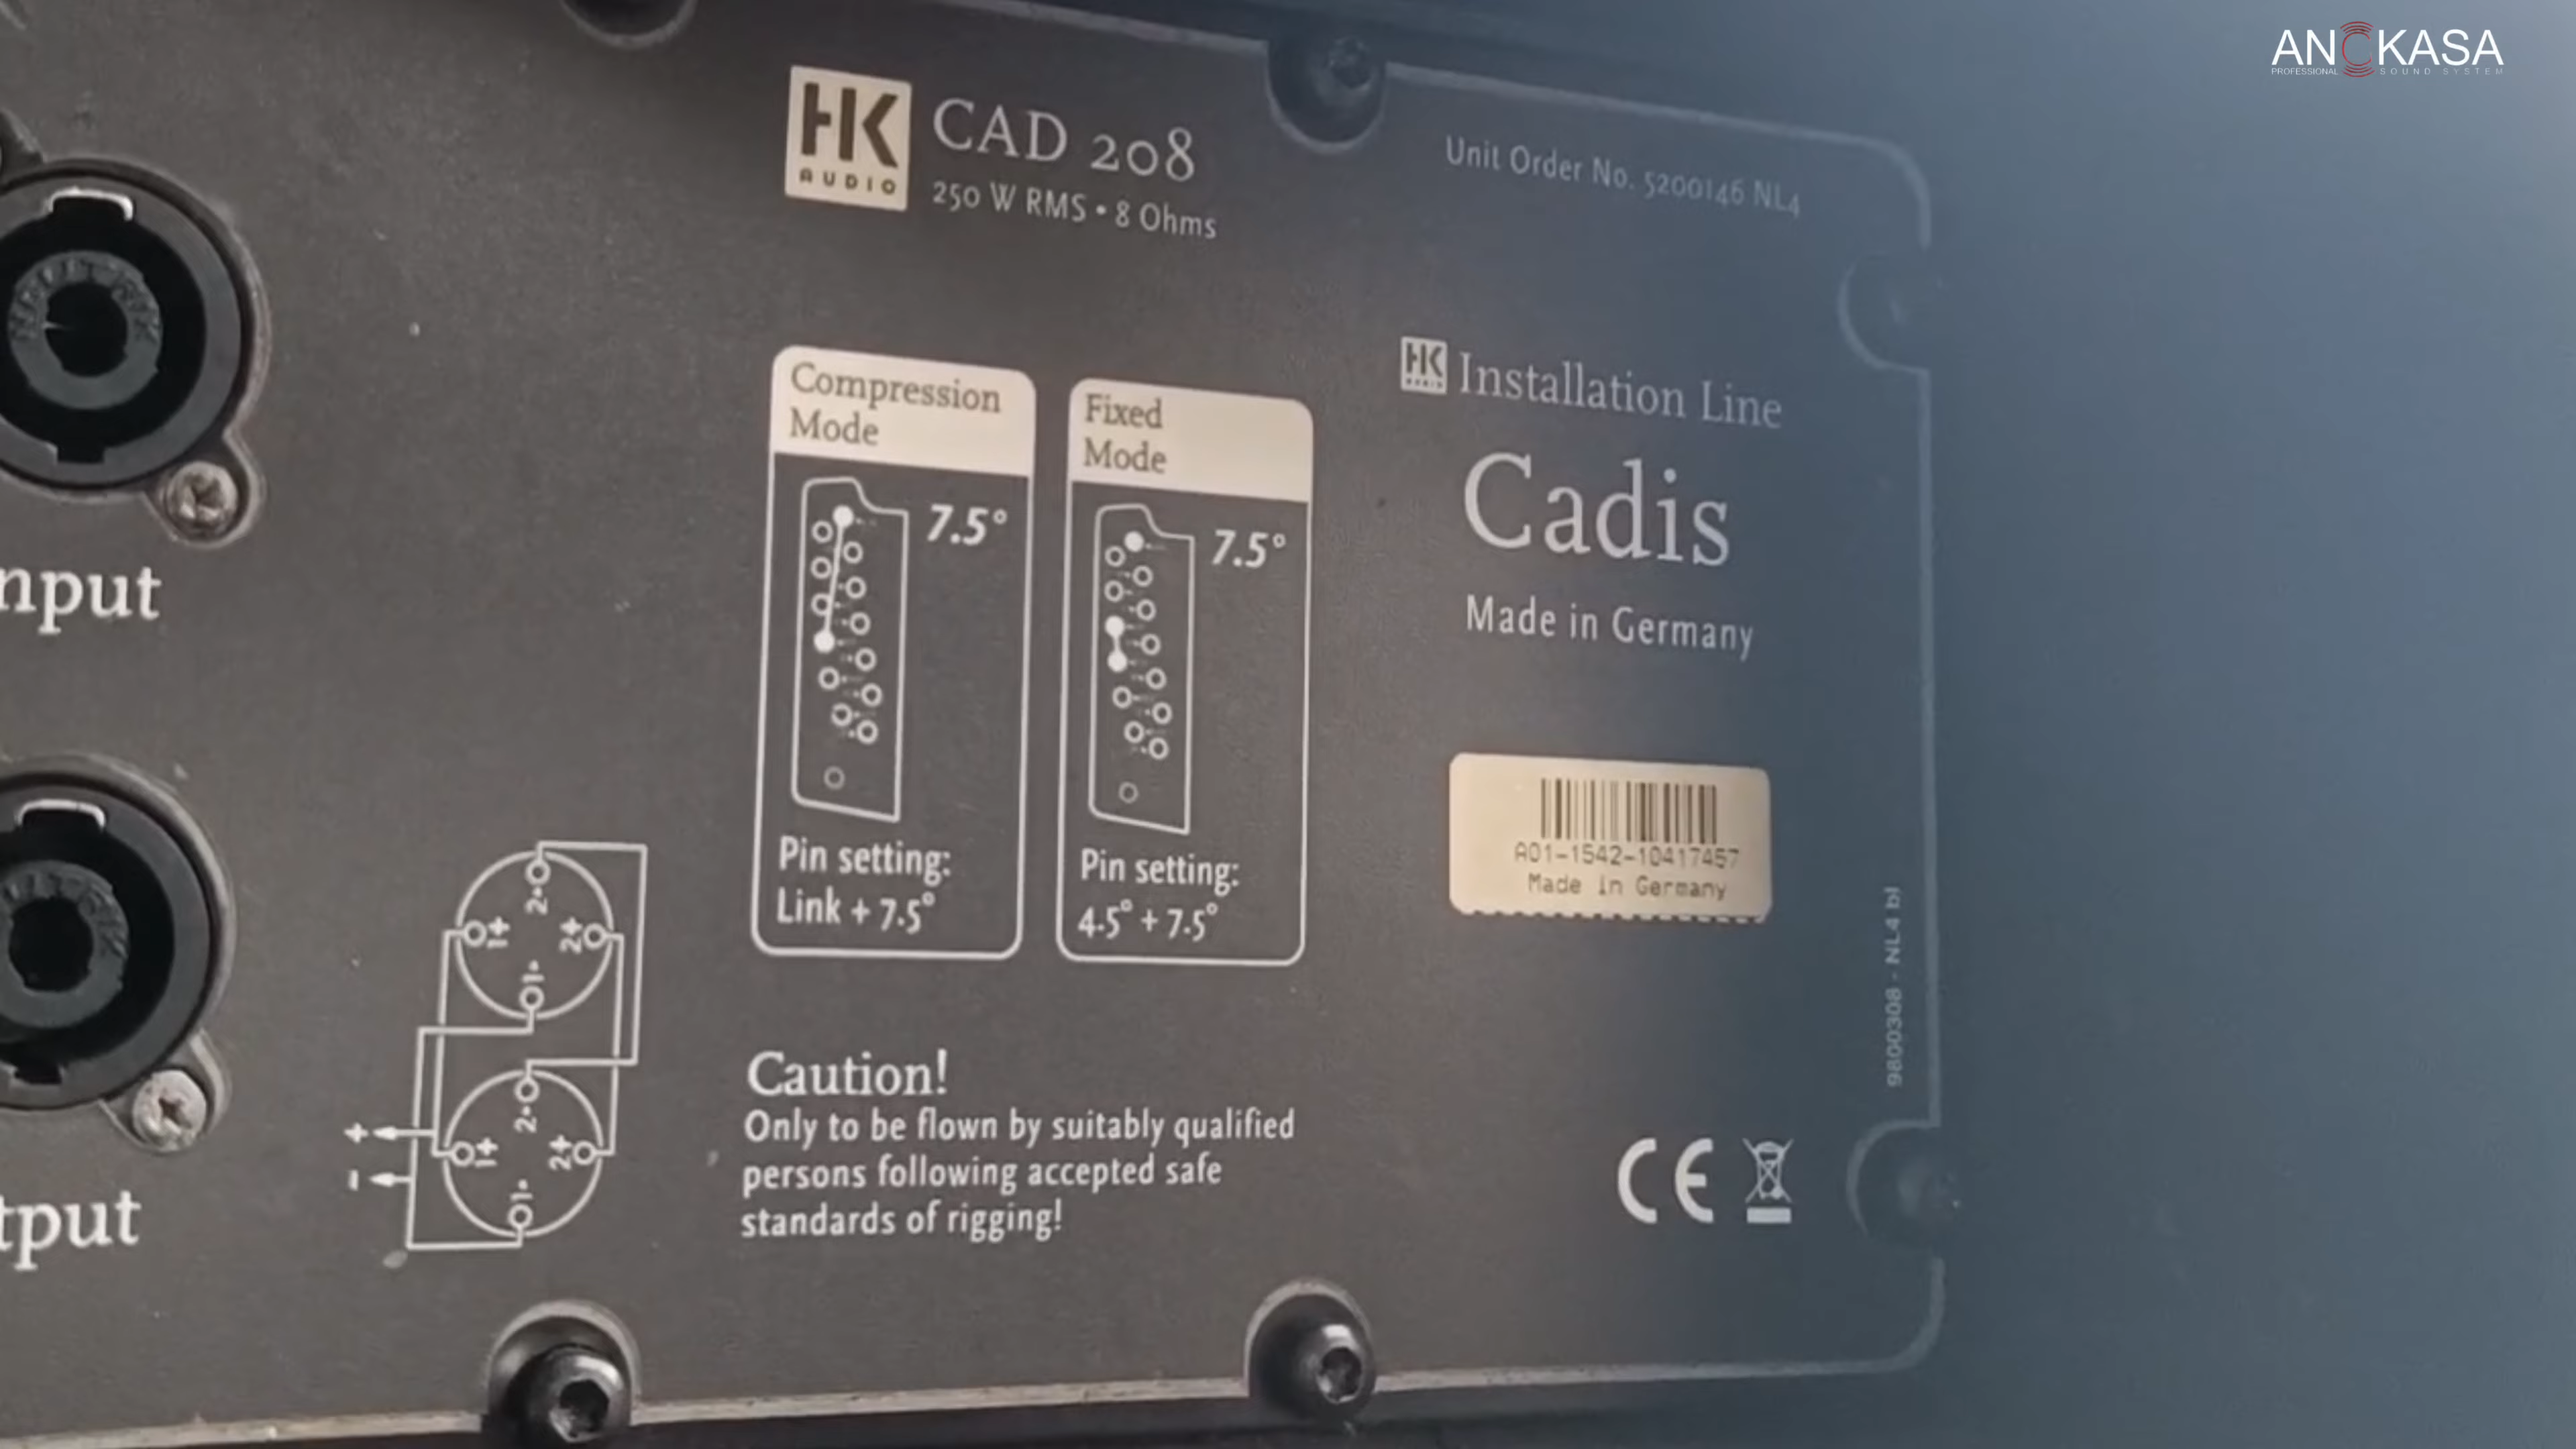 ANCKASA
PROFESSIONAL SOUND SYSTEM
HK
AUDIO
CAD 208
250 W RMS • 8 Ohms
Unit Order No. 5200146 NL4
Compression
Mode
7.5°
Pin setting:
Link + 7.5°
Fixed
Mode
7.5°
Pin setting:
4.5° + 7.5°
HK
AUDIO
Installation Line
Cadis
Made in Germany
A01-1542-10417457
Made in Germany
9800308 - NL4 bl
nput
tput
2-
1+
2+
1-
2-
1+
2+
1-
+
-
Caution!
Only to be flown by suitably qualified
persons following accepted safe
standards of rigging!
CE